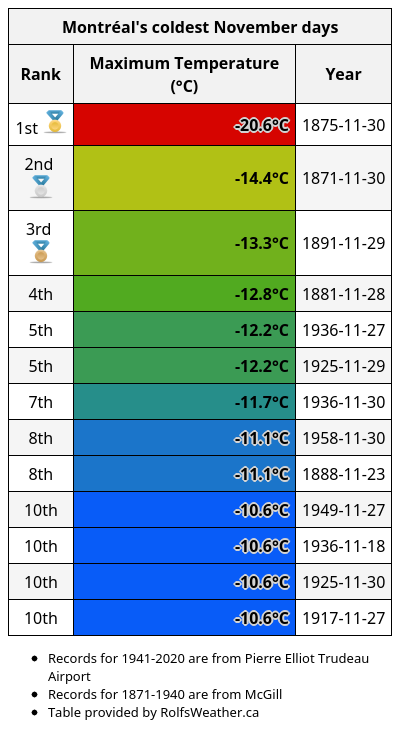 Montréal's coldest November days
Rank
Maximum Temperature
(°C)
Year
1st -20.6°C 1875-11-30
2nd -14.4°C 1871-11-30
3rd -13.3°C 1891-11-29
4th -12.8°C 1881-11-28
5th -12.2°C 1936-11-27
5th -12.2°C 1925-11-29
7th -11.7°C 1936-11-30
8th -11.1°C 1958-11-30
8th -11.1°C 1888-11-23
10th -10.6°C 1949-11-27
10th -10.6°C 1936-11-18
10th -10.6°C 1925-11-30
10th -10.6°C 1917-11-27
• Records for 1941-2020 are from Pierre Elliot Trudeau
Airport
• Records for 1871-1940 are from McGill
• Table provided by RolfsWeather.ca